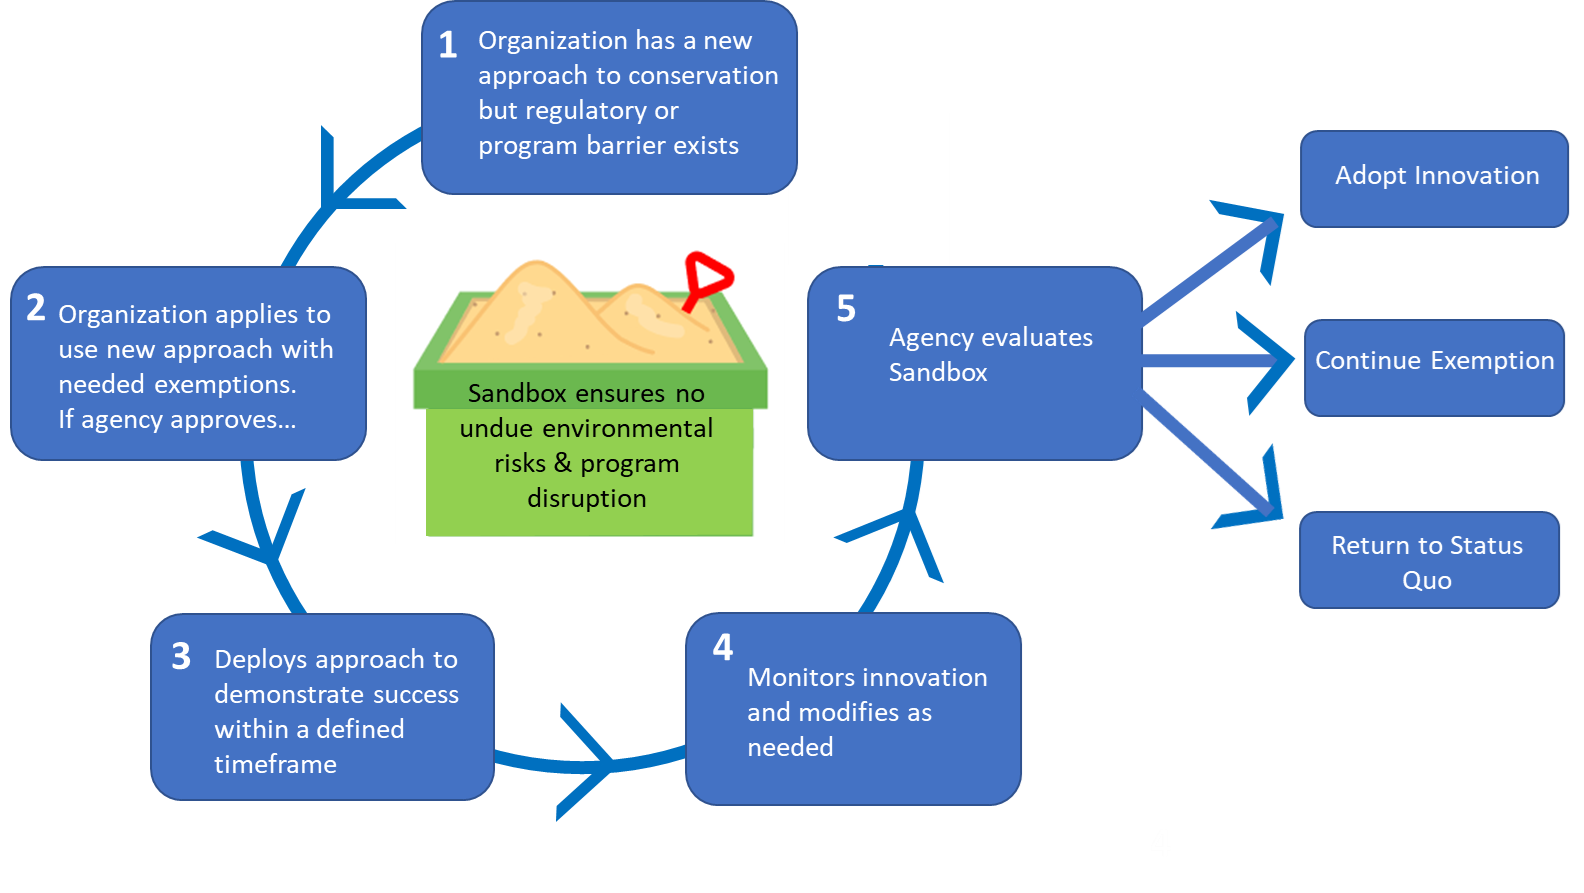 1
Organization has a new
approach to conservation
but regulatory or
program barrier exists
2
Organization applies to
use new approach with
needed exemptions.
If agency approves...
3
Deploys approach to
demonstrate success
within a defined
timeframe
4
Monitors innovation
and modifies as
needed
5
Agency evaluates
Sandbox
Sandbox ensures no
undue environmental
risks & program
disruption
Adopt Innovation
Continue Exemption
Return to Status
Quo